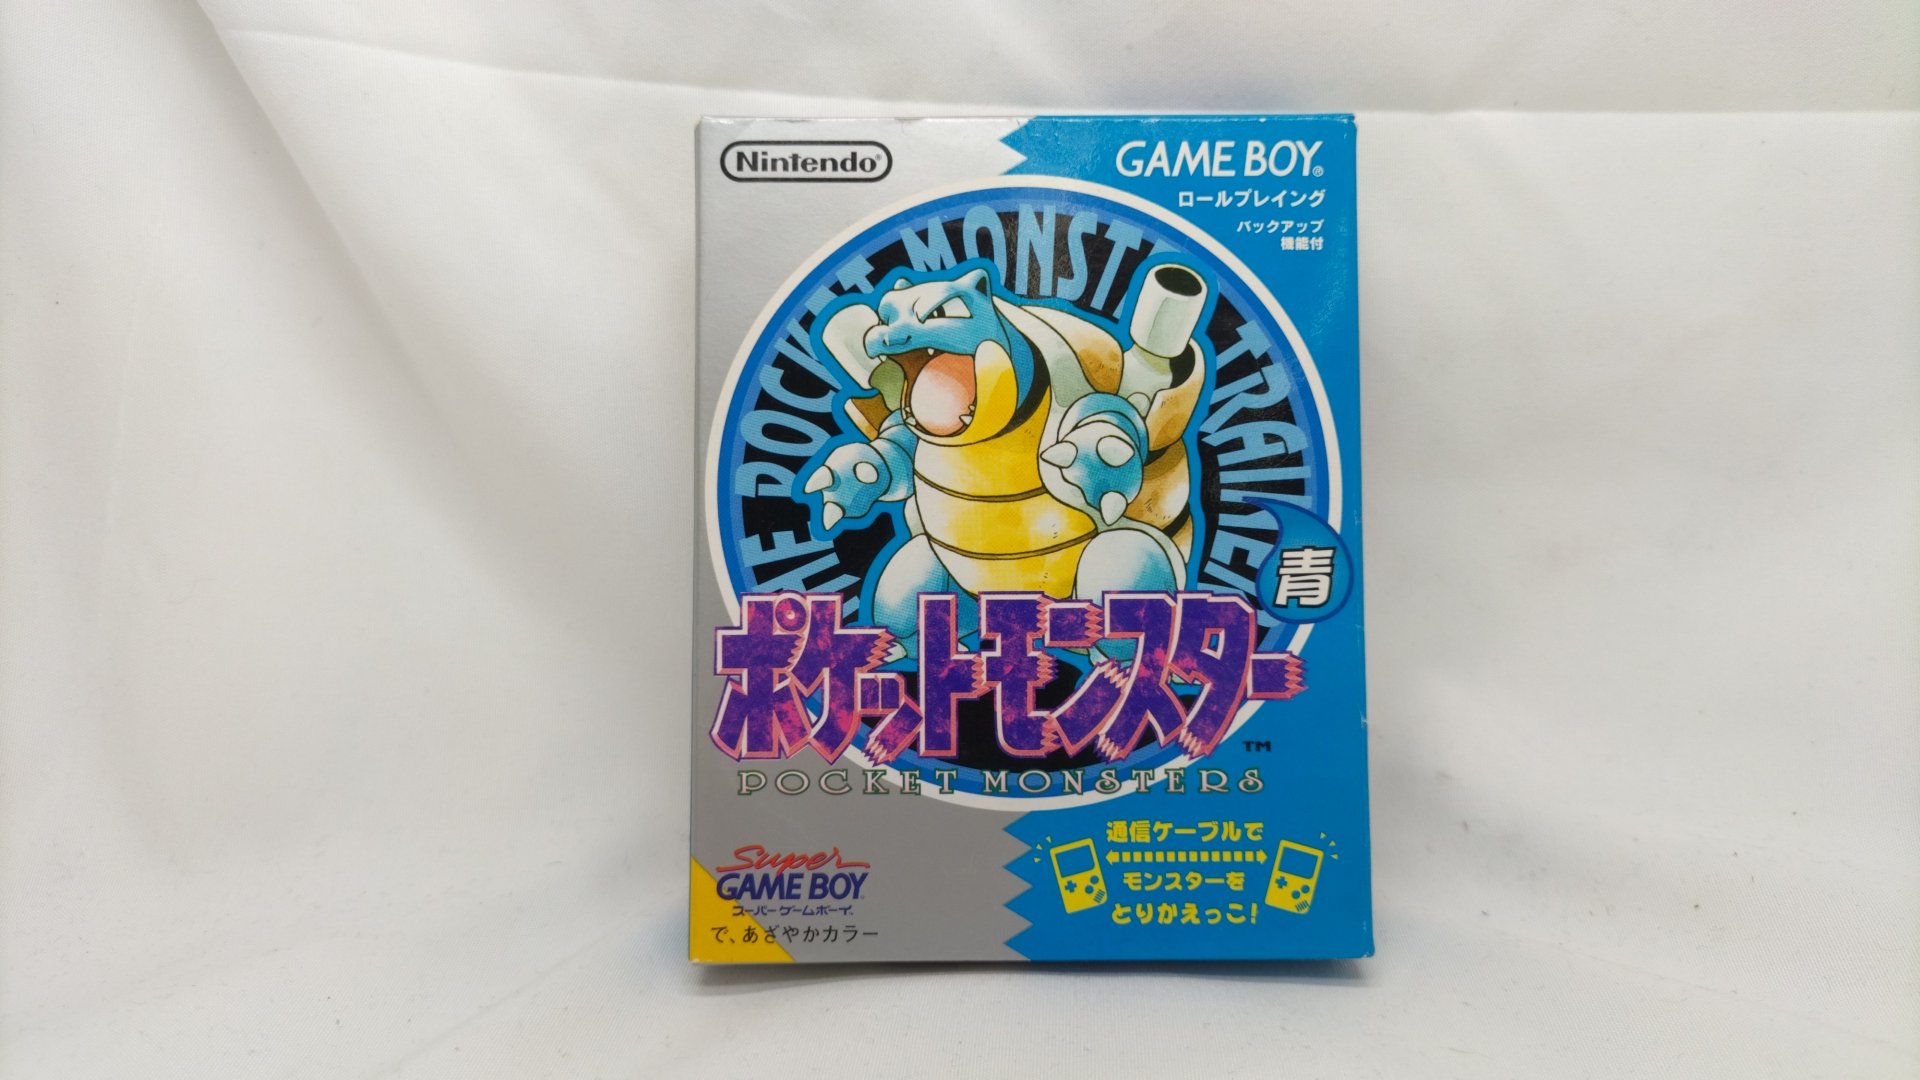 Nintendo®
GAME BOY®
ロールプレイング
バックアップ
機能付
THE POCKET MONSTER TRAINER
青
ポケットモンスター
TM
POCKET MONSTERS
通信ケーブルで
モンスターを
とりかえっこ!
Super
GAME BOY
スーパーゲームボーイ
で、あざやかカラー